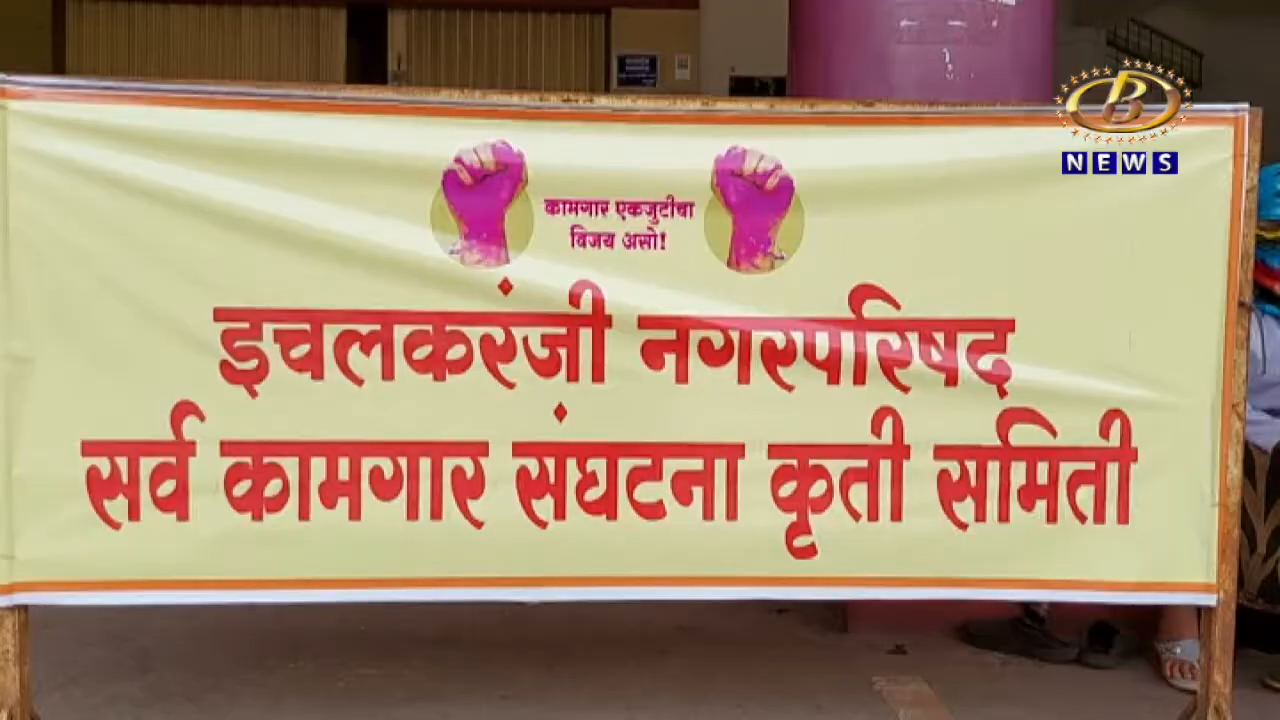 B
NEWS
कामगार एकजुटीचा
विजय असो!
इचलकरंजी नगरपरिषद
सर्व कामगार संघटना कृती समिती